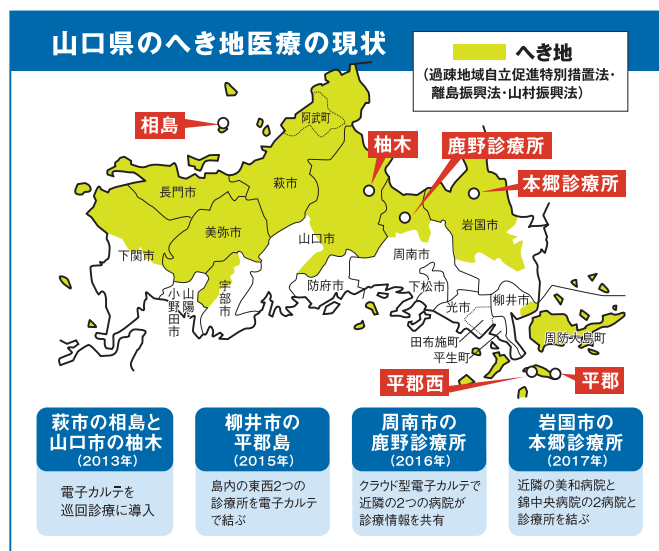 山口県のへき地医療の現状
へき地
(過疎地域自立促進特別措置法・
離島振興法・山村振興法)
相島
阿武町
柚木
鹿野診療所
本郷診療所
長門市
萩市
美弥市
山口市
岩国市
下関市
周南市
宇部市
山陽
小野田市
防府市
下松市
光市
柳井市
田布施町
平生町
周防大島町
平郡西
平郡
萩市の相島と
山口市の柚木
(2013年)
電子カルテを
巡回診療に導入
柳井市の
平郡島
(2015年)
島内の東西2つの
診療所を電子カルテ
で結ぶ
周南市の
鹿野診療所
(2016年)
クラウド型電子カルテで
近隣の2つの病院が
診療情報を共有
岩国市の
本郷診療所
(2017年)
近隣の美和病院と
錦中央病院の2病院と
診療所を結ぶ